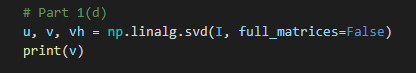 # Part 1(d)
u, v, vh = np.linalg.svd(I, full_matrices=False)
print(v)